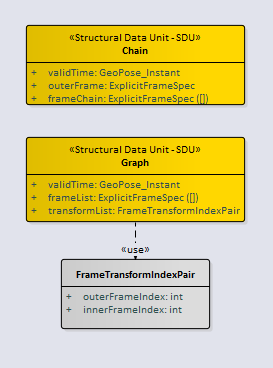 «Structural Data Unit - SDU»
Chain
+ validTime: GeoPose_Instant
+ outerFrame: ExplicitFrameSpec
+ frameChain: ExplicitFrameSpec ([])
«Structural Data Unit - SDU»
Graph
+ validTime: GeoPose_Instant
+ frameList: ExplicitFrameSpec ([])
+ transformList: FrameTransformIndexPair
«use»
FrameTransformIndexPair
+ outerFrameIndex: int
+ innerFrameIndex: int